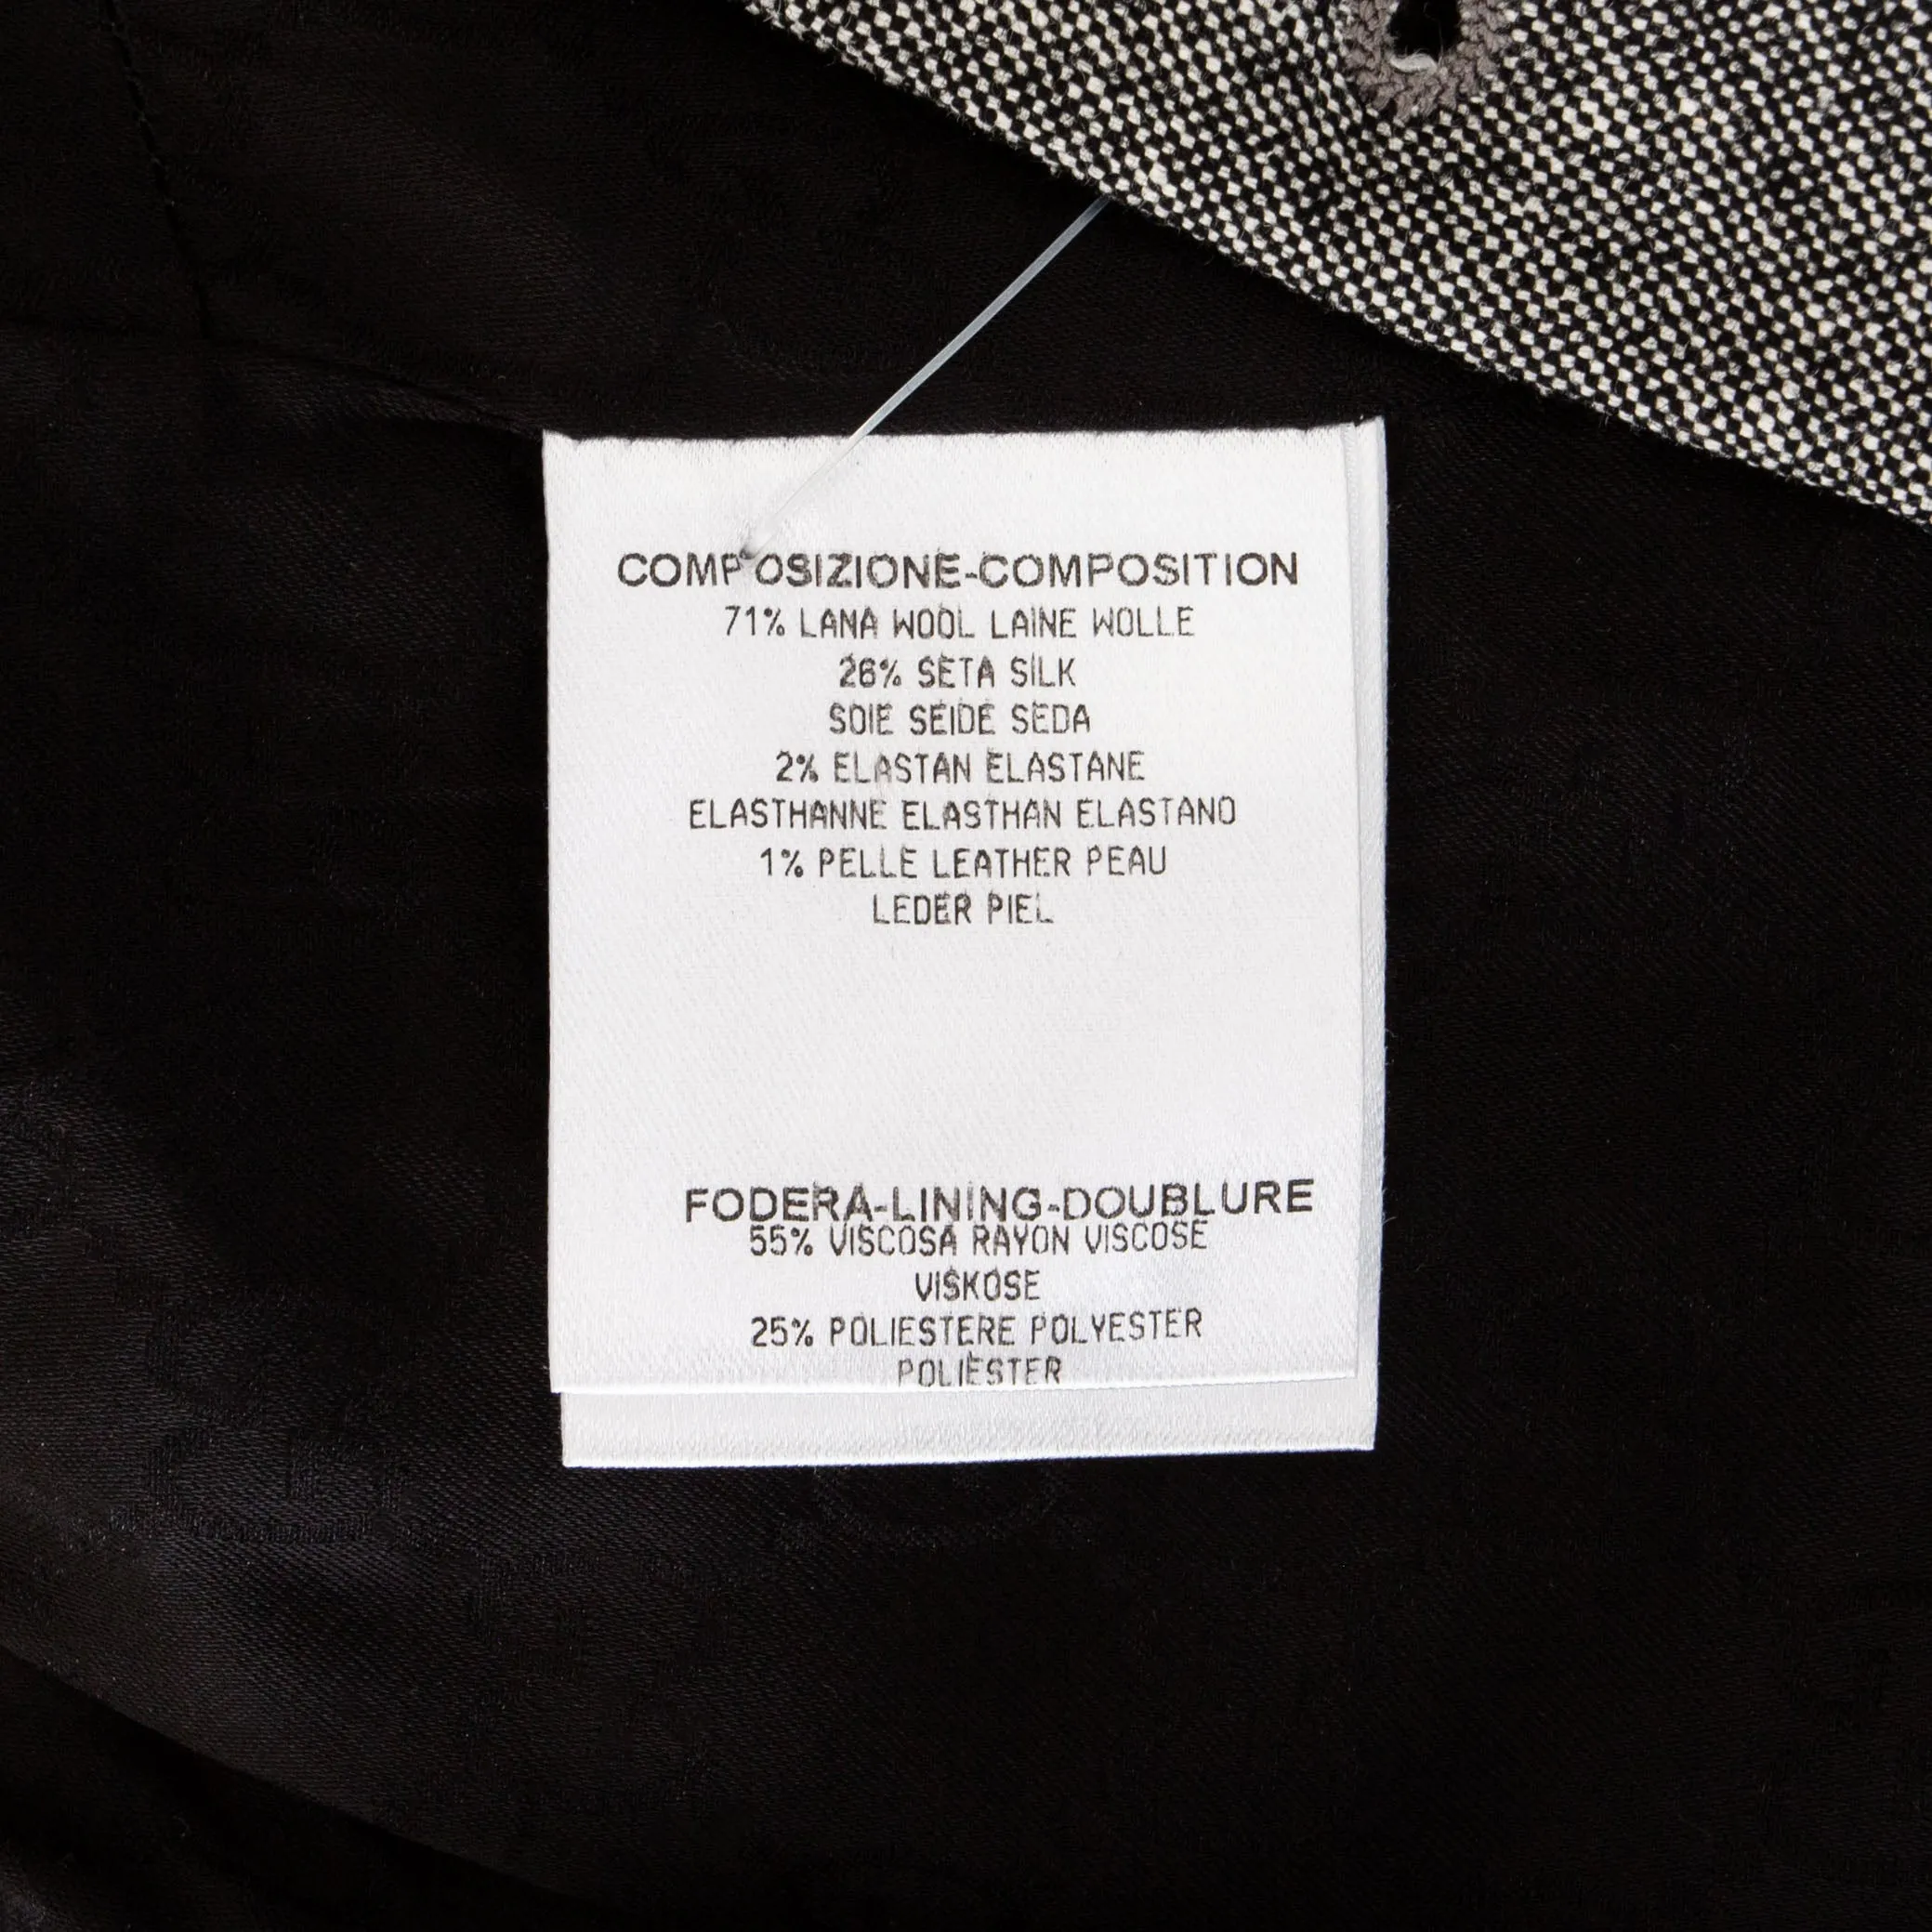 COMPOSIZIONE-COMPOSITION
71% LANA WOOL LAINE WOLLE
26% SETA SILK
SOIE SEIDE SEDA
2% ELASTAN ELASTANE
ELASTHANNE ELASTHAN ELASTANO
1% PELLE LEATHER PEAU
LEDER PIEL
FODERA-LINING-DOUBLURE
55% VISCOSA RAYON VISCOSE
VISKOSE
25% POLIESTERE POLYESTER
POLIESTER